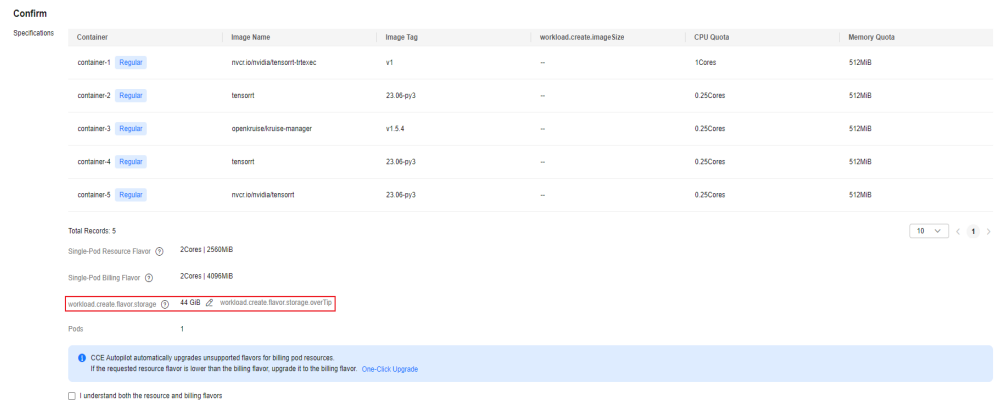 Confirm
Specifications
Container Image Name Image Tag workload.create.imageSize CPU Quota Memory Quota
container-1 Regular nvcr.io/nvidia/tensorrt-trtexec v1 -- 1Cores 512MiB
container-2 Regular tensorrt 23.06-py3 -- 0.25Cores 512MiB
container-3 Regular openkruise/kruise-manager v1.5.4 -- 0.25Cores 512MiB
container-4 Regular tensorrt 23.06-py3 -- 0.25Cores 512MiB
container-5 Regular nvcr.io/nvidia/tensorrt 23.06-py3 -- 0.25Cores 512MiB
Total Records: 5 10 1
Single-Pod Resource Flavor 2Cores | 2560MiB
Single-Pod Billing Flavor 2Cores | 4096MiB
workload.create.flavor.storage 44 GiB workload.create.flavor.storage.overTip
Pods 1
CCE Autopilot automatically upgrades unsupported flavors for billing pod resources.
If the requested resource flavor is lower than the billing flavor, upgrade it to the billing flavor. One-Click Upgrade
I understand both the resource and billing flavors